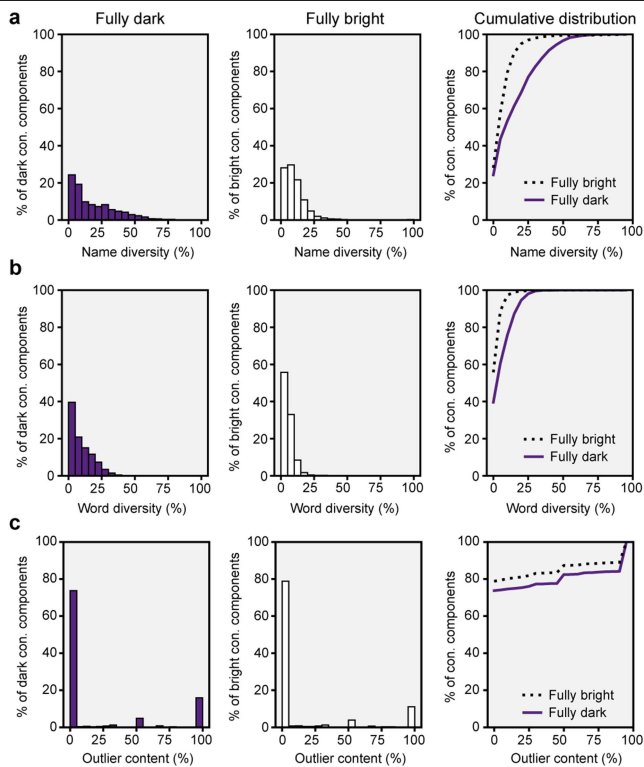 a
Fully dark
Fully bright
Cumulative distribution
% of dark con. components
100
80
60
40
20
0
0 25 50 75 100
Name diversity (%)
% of bright con. components
100
80
60
40
20
0
0 25 50 75 100
Name diversity (%)
% of con. components
100
80
60
40
20
0
Fully bright
Fully dark
0 25 50 75 100
Name diversity (%)
b
% of dark con. components
100
80
60
40
20
0
0 25 50 75 100
Word diversity (%)
% of bright con. components
100
80
60
40
20
0
0 25 50 75 100
Word diversity (%)
% of con. components
100
80
60
40
20
0
Fully bright
Fully dark
0 25 50 75 100
Word diversity (%)
c
% of dark con. components
100
80
60
40
20
0
0 25 50 75 100
Outlier content (%)
% of bright con. components
100
80
60
40
20
0
0 25 50 75 100
Outlier content (%)
% of con. components
100
80
60
40
20
0
Fully bright
Fully dark
0 25 50 75 100
Outlier content (%)